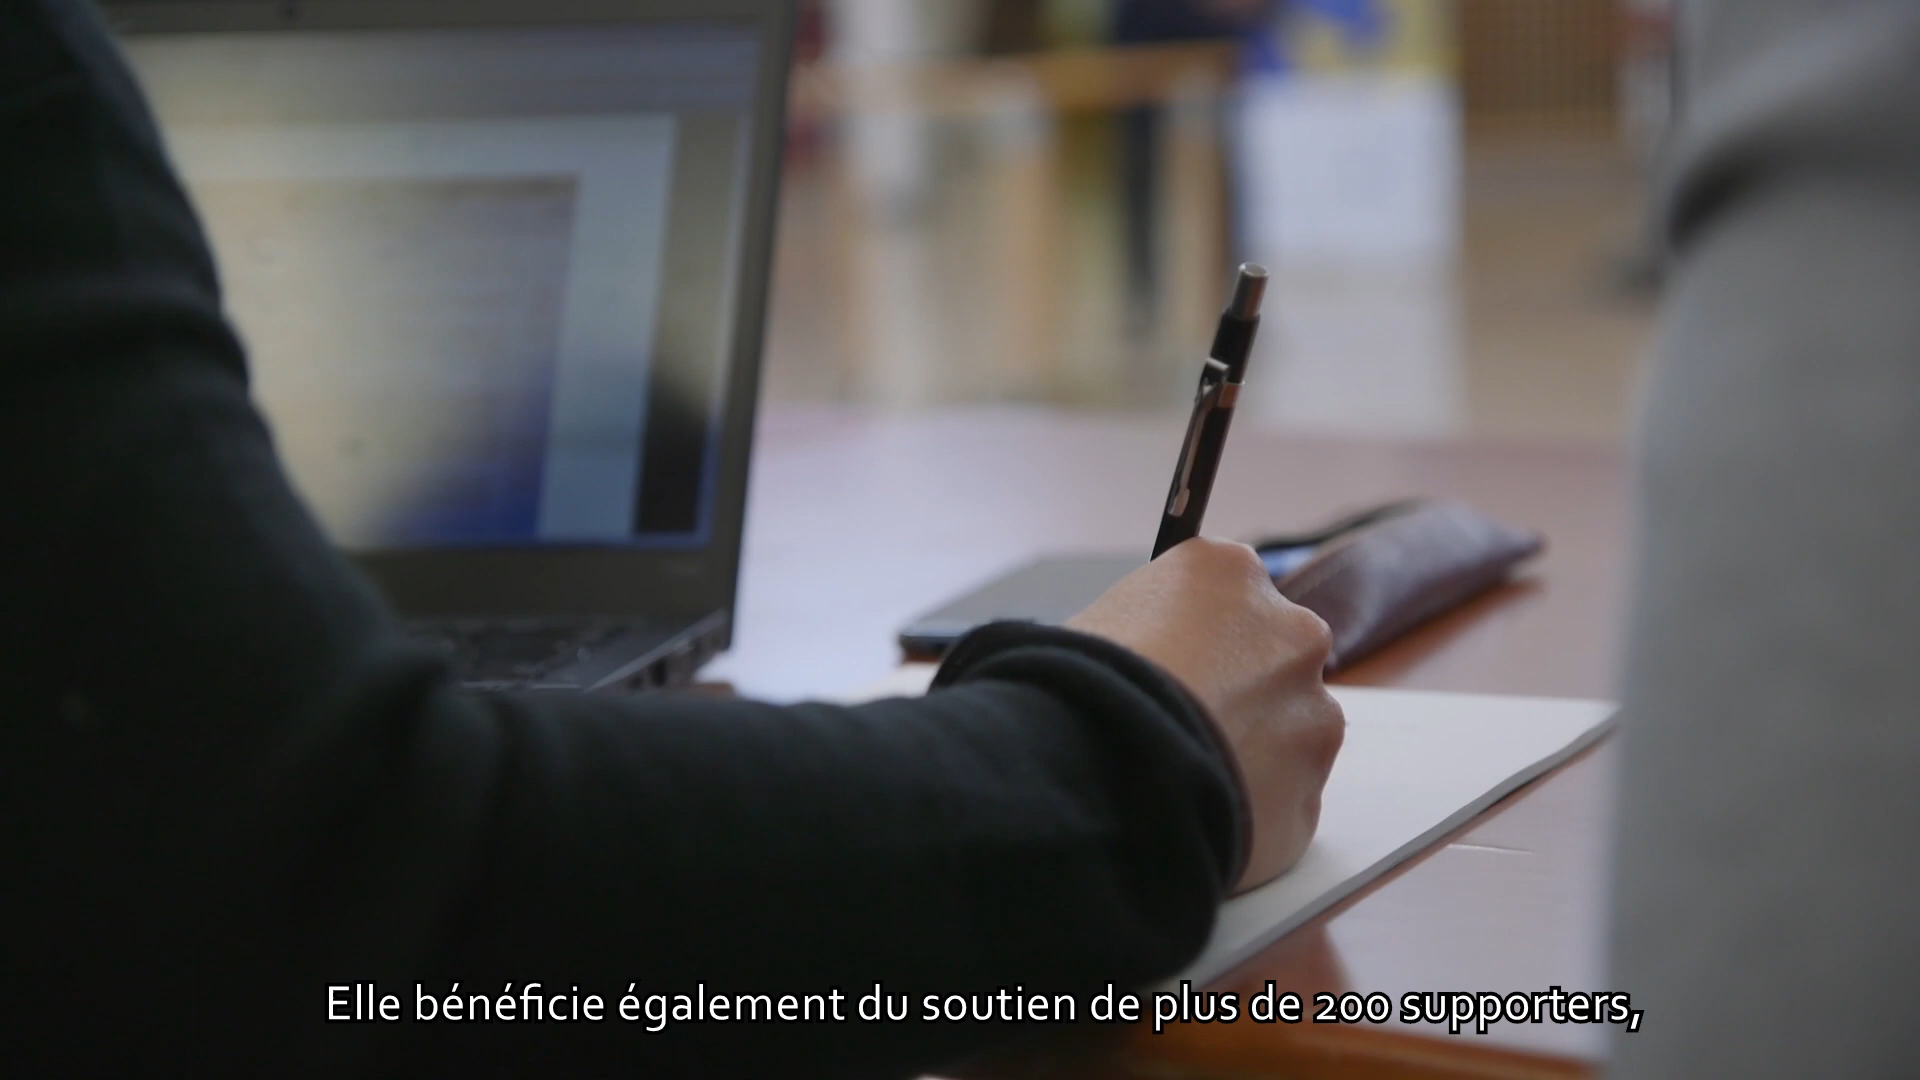 Elle bénéficie également du soutien de plus de 200 supporters,